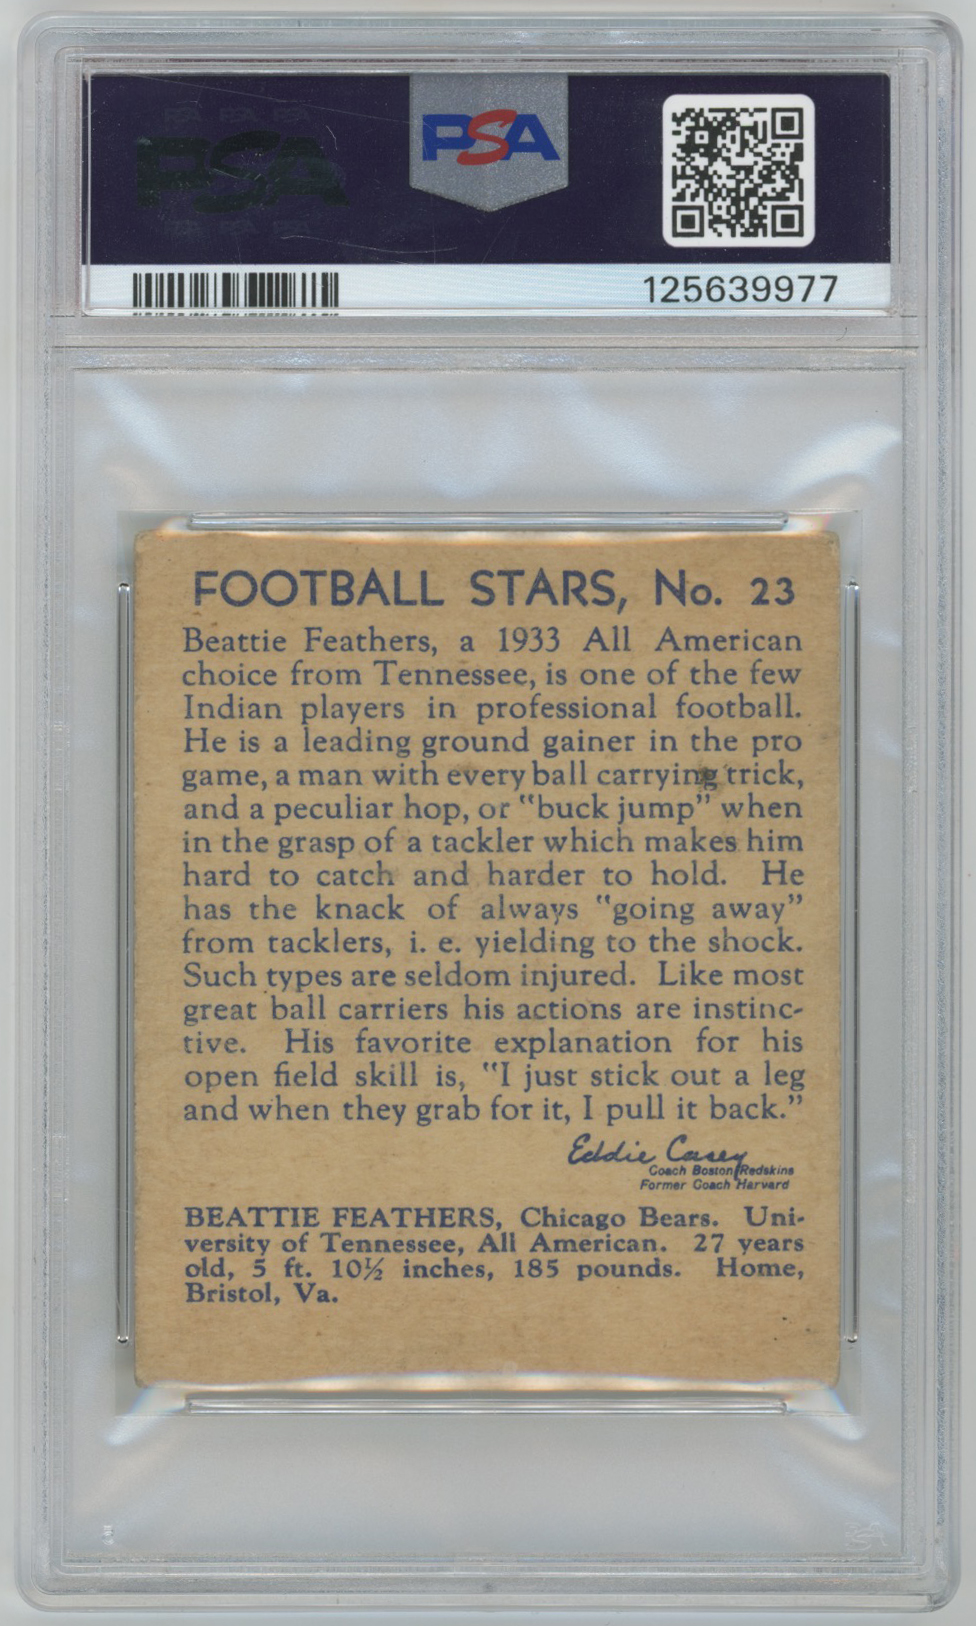 PSA
PSA
125639977
FOOTBALL STARS, No. 23
Beattie Feathers, a 1933 All American
choice from Tennessee, is one of the few
Indian players in professional football.
He is a leading ground gainer in the pro
game, a man with every ball carrying trick,
and a peculiar hop, or "buck jump" when
in the grasp of a tackler which makes him
hard to catch and harder to hold. He
has the knack of always "going away"
from tacklers, i. e. yielding to the shock.
Such types are seldom injured. Like most
great ball carriers his actions are instinc-
tive. His favorite explanation for his
open field skill is, "I just stick out a leg
and when they grab for it, I pull it back."
Eddie Casey
Coach Boston Redskins
Former Coach Harvard
BEATTIE FEATHERS, Chicago Bears. Uni-
versity of Tennessee, All American. 27 years
old, 5 ft. 10½ inches, 185 pounds. Home,
Bristol, Va.
PSA